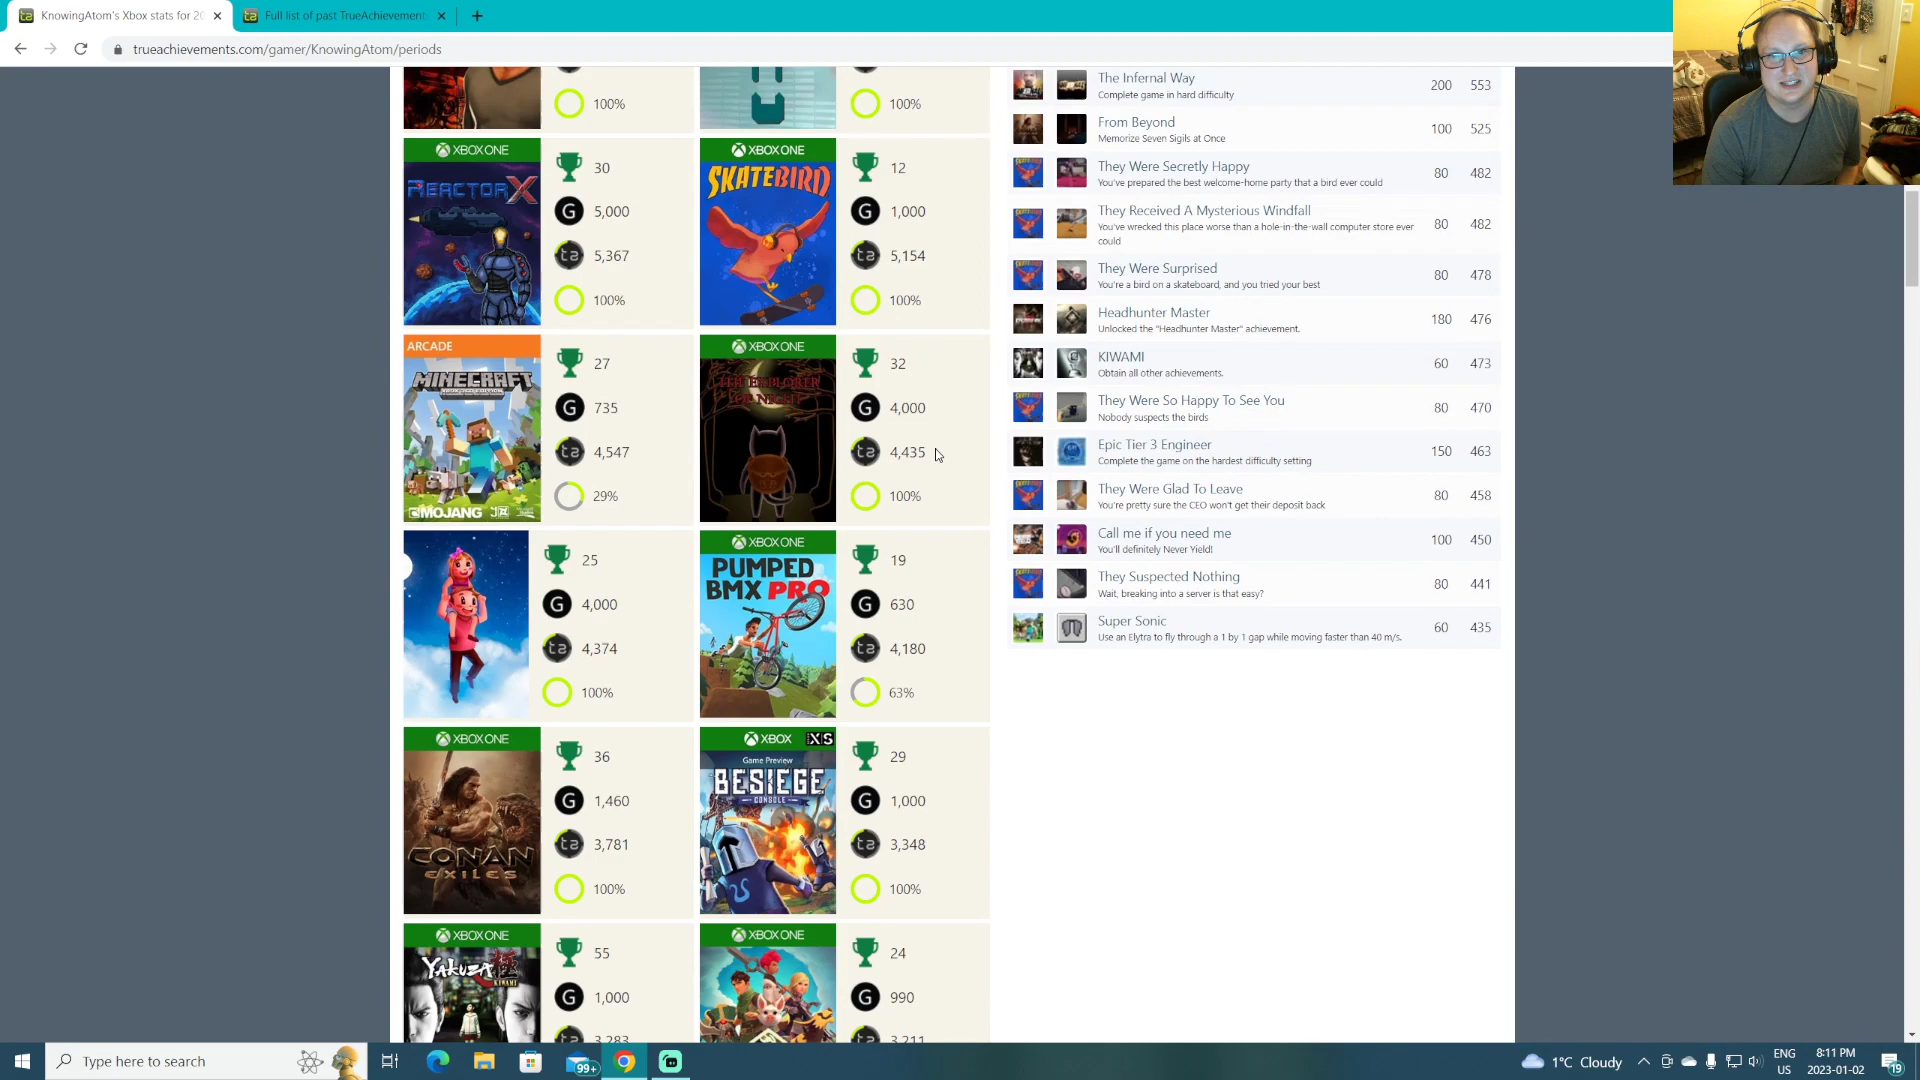 KnowingAtom's Xbox stats for 20
Full list of past TrueAchievement
trueachievements.com/gamer/KnowingAtom/periods
100%
100%
XBOX ONE
REACTOR X
30
5,000
5,367
100%
XBOX ONE
SKATEBIRD
12
1,000
5,154
100%
ARCADE
MINECRAFT
MOJANG
27
735
4,547
29%
XBOX ONE
THE EXPLORER
OF NIGHT
32
4,000
4,435
100%
25
4,000
4,374
100%
XBOX ONE
PUMPED
BMX PRO
19
630
4,180
63%
XBOX ONE
CONAN
EXILES
36
1,460
3,781
100%
XBOX X|S
Game Preview
BESIEGE
CONSOLE
29
1,000
3,348
100%
XBOX ONE
YAKUZA 極
KIWAMI
55
1,000
3,283
XBOX ONE
24
990
3,211
The Infernal Way
Complete game in hard difficulty
200 553
From Beyond
Memorize Seven Sigils at Once
100 525
They Were Secretly Happy
You've prepared the best welcome-home party that a bird ever could
80 482
They Received A Mysterious Windfall
You've wrecked this place worse than a hole-in-the-wall computer store ever
could
80 482
They Were Surprised
You're a bird on a skateboard, and you tried your best
80 478
Headhunter Master
Unlocked the "Headhunter Master" achievement.
180 476
KIWAMI
Obtain all other achievements.
60 473
They Were So Happy To See You
Nobody suspects the birds
80 470
Epic Tier 3 Engineer
Complete the game on the hardest difficulty setting
150 463
They Were Glad To Leave
You're pretty sure the CEO won't get their deposit back
80 458
Call me if you need me
You'll definitely Never Yield!
100 450
They Suspected Nothing
Wait, breaking into a server is that easy?
80 441
Super Sonic
Use an Elytra to fly through a 1 by 1 gap while moving faster than 40 m/s.
60 435
Type here to search
99+
1°C Cloudy
ENG
US
8:11 PM
2023-01-02
19